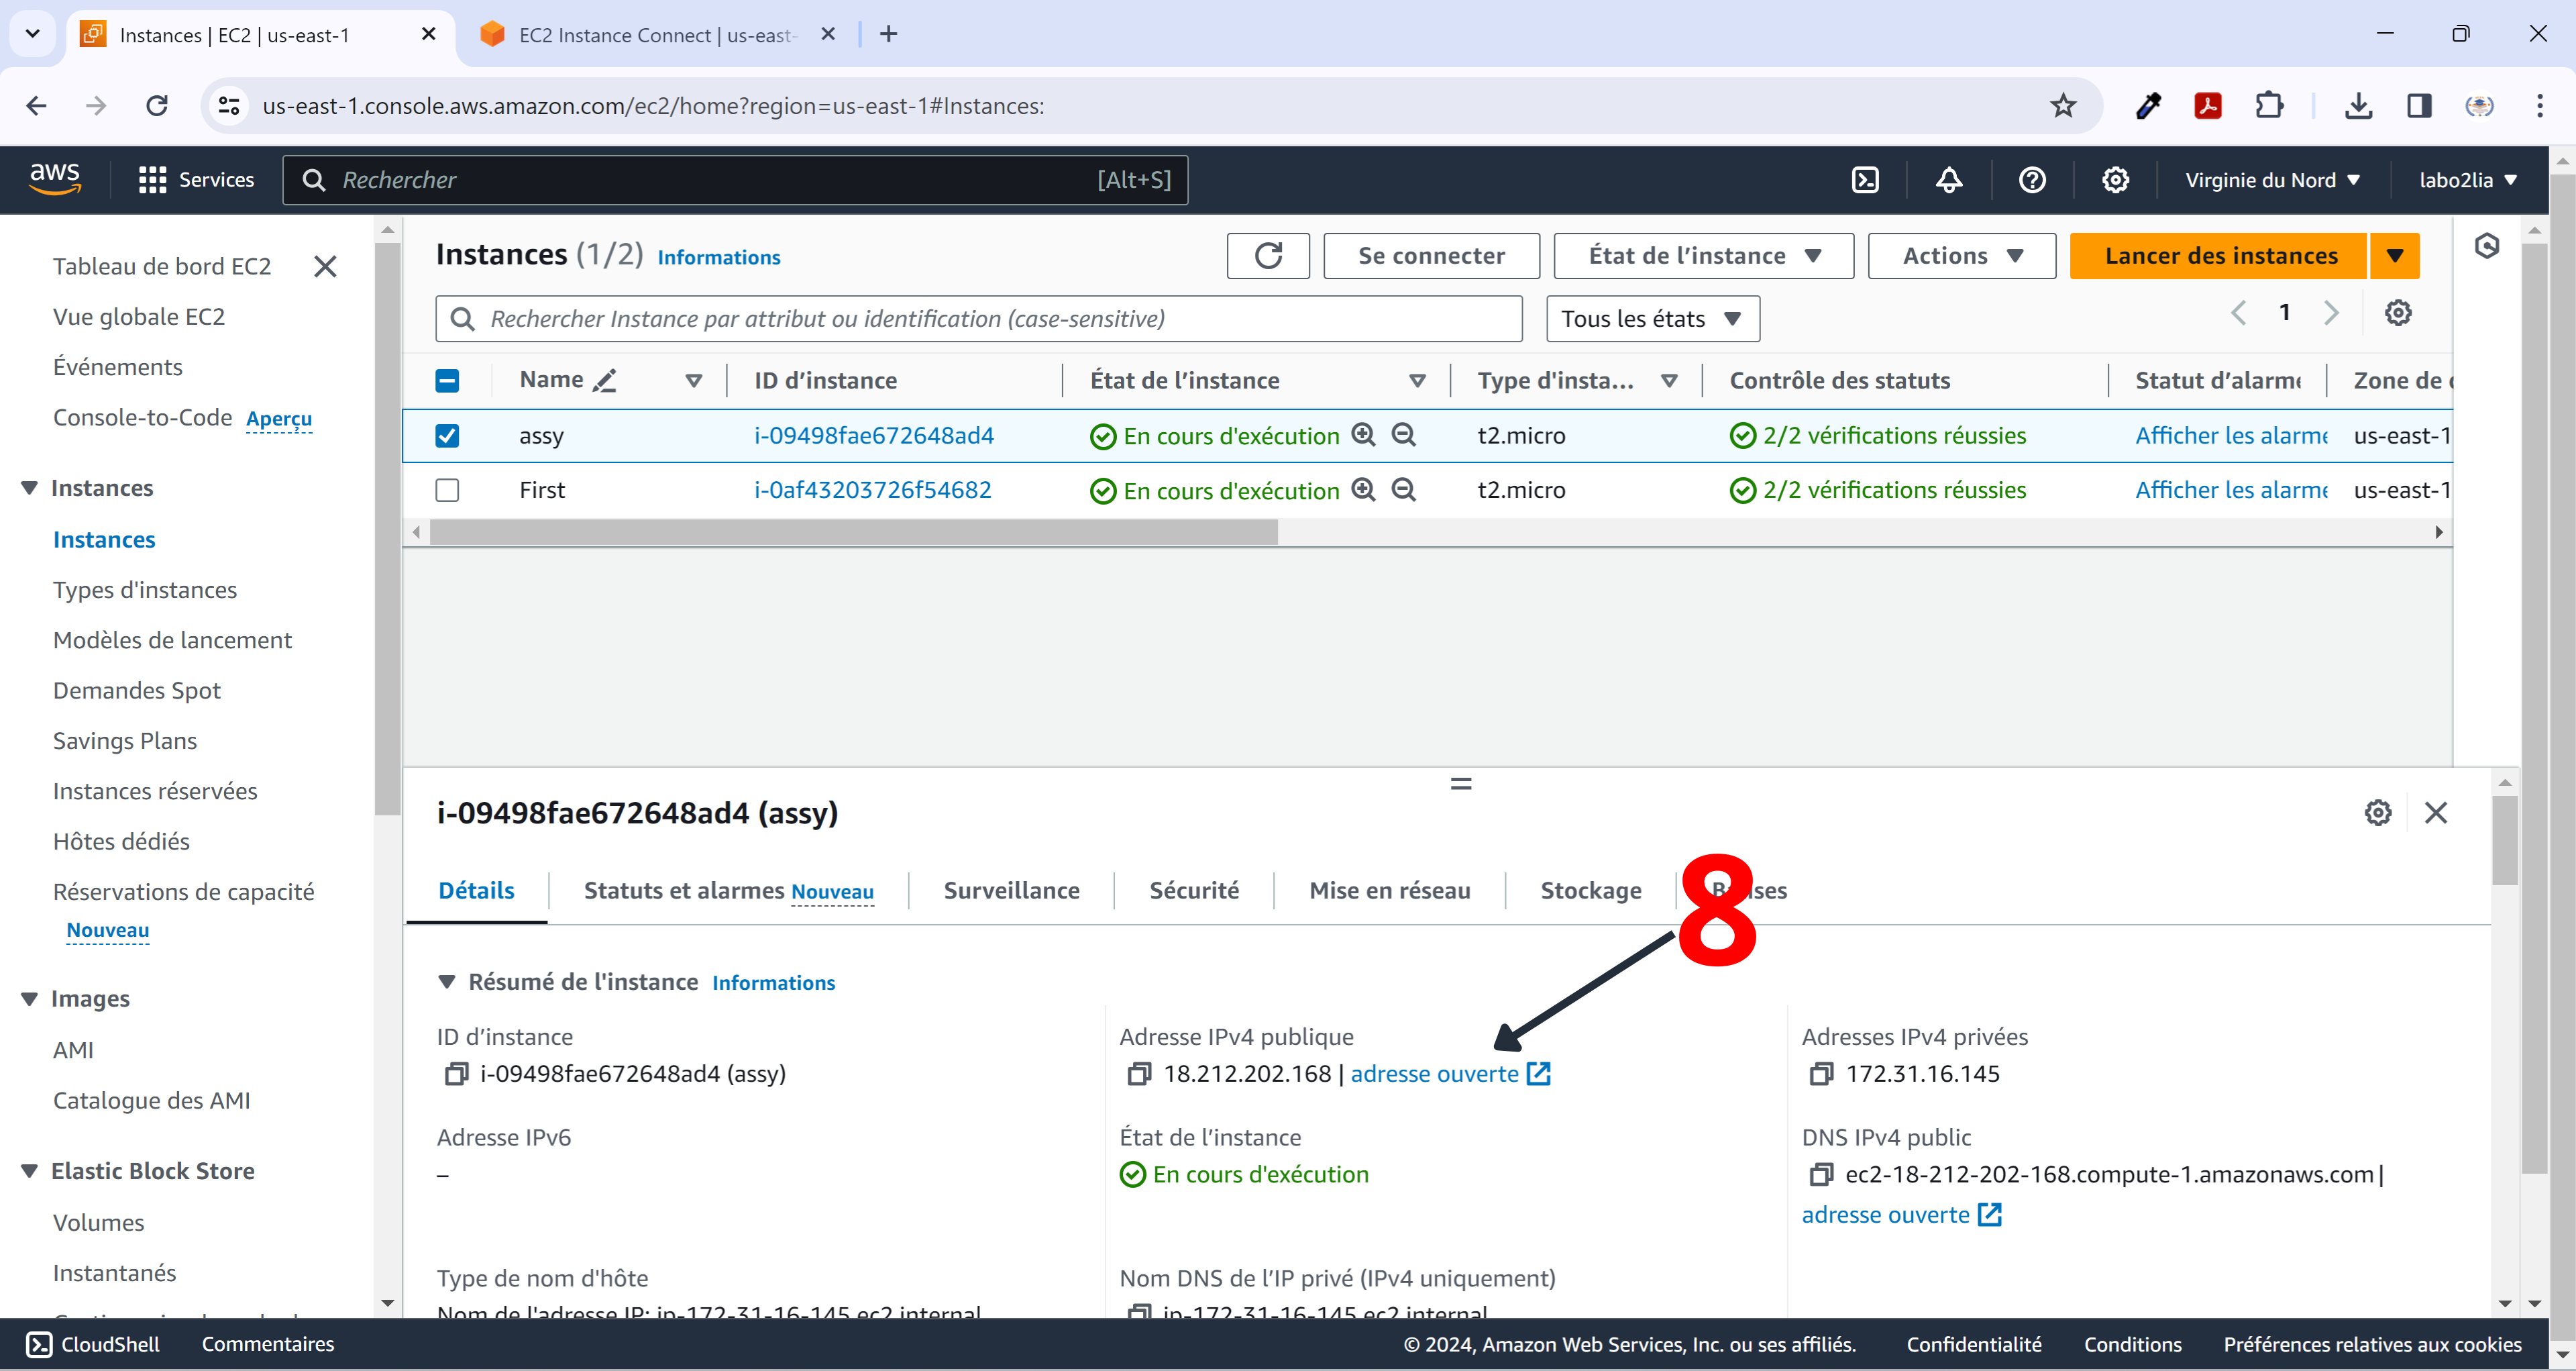 Instances | EC2 | us-east-1
EC2 Instance Connect | us-east-
us-east-1.console.aws.amazon.com/ec2/home?region=us-east-1#Instances:
aws
Services
Rechercher
[Alt+S]
Virginie du Nord
labo2lia
Tableau de bord EC2
Vue globale EC2
Événements
Console-to-Code Aperçu
Instances
Instances
Types d'instances
Modèles de lancement
Demandes Spot
Savings Plans
Instances réservées
Hôtes dédiés
Réservations de capacité
Nouveau
Images
AMI
Catalogue des AMI
Elastic Block Store
Volumes
Instantanés
Instances (1/2) Informations
Se connecter
État de l'instance
Actions
Lancer des instances
Rechercher Instance par attribut ou identification (case-sensitive)
Tous les états
1
Name ID d'instance État de l'instance Type d'insta... Contrôle des statuts Statut d'alarm Zone de
assy i-09498fae672648ad4 En cours d'exécution t2.micro 2/2 vérifications réussies Afficher les alarm us-east-1
First i-0af43203726f54682 En cours d'exécution t2.micro 2/2 vérifications réussies Afficher les alarm us-east-1
i-09498fae672648ad4 (assy)
Détails
Statuts et alarmes Nouveau
Surveillance
Sécurité
Mise en réseau
Stockage
8
Résumé de l'instance Informations
ID d'instance
i-09498fae672648ad4 (assy)
Adresse IPv4 publique
18.212.202.168 | adresse ouverte
Adresses IPv4 privées
172.31.16.145
Adresse IPv6
–
État de l'instance
En cours d'exécution
DNS IPv4 public
ec2-18-212-202-168.compute-1.amazonaws.com |
adresse ouverte
Type de nom d'hôte
Nom de l'adresse IP: ip-172-31-16-145.ec2.internal
Nom DNS de l'IP privé (IPv4 uniquement)
ip-172-31-16-145.ec2.internal
CloudShell
Commentaires
© 2024, Amazon Web Services, Inc. ou ses affiliés.
Confidentialité
Conditions
Préférences relatives aux cookies